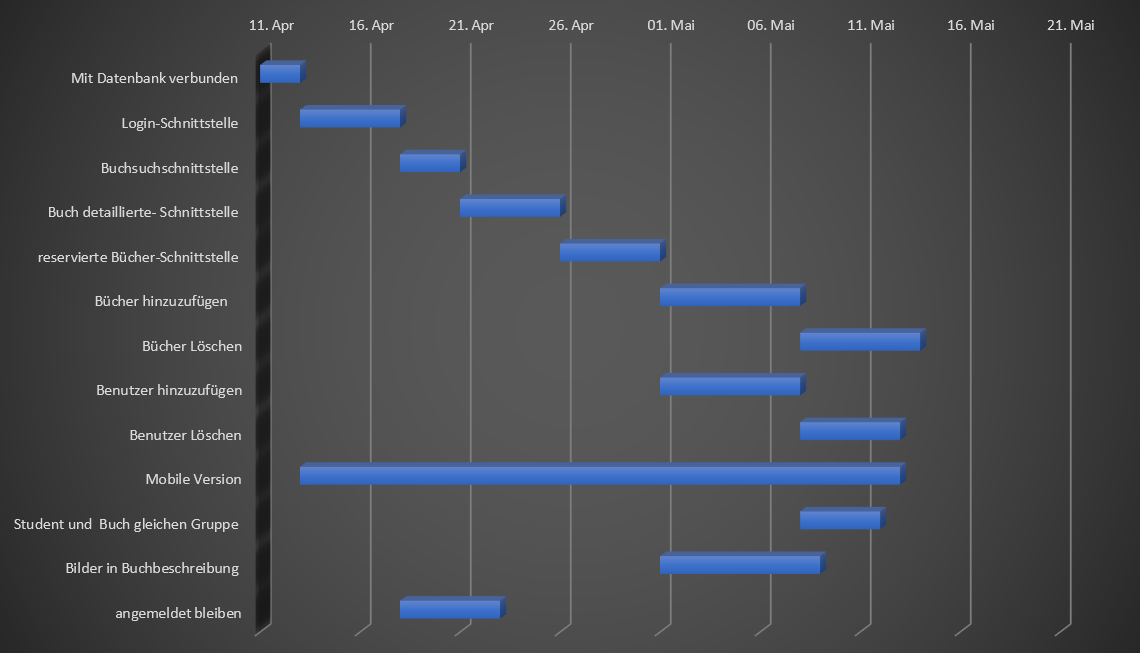 11. Apr 16. Apr 21. Apr 26. Apr 01. Mai 06. Mai 11. Mai 16. Mai 21. Mai
Mit Datenbank verbunden
Login-Schnittstelle
Buchsuchschnittstelle
Buch detaillierte- Schnittstelle
reservierte Bücher-Schnittstelle
Bücher hinzuzufügen
Bücher Löschen
Benutzer hinzuzufügen
Benutzer Löschen
Mobile Version
Student und  Buch gleichen Gruppe
Bilder in Buchbeschreibung
angemeldet bleiben